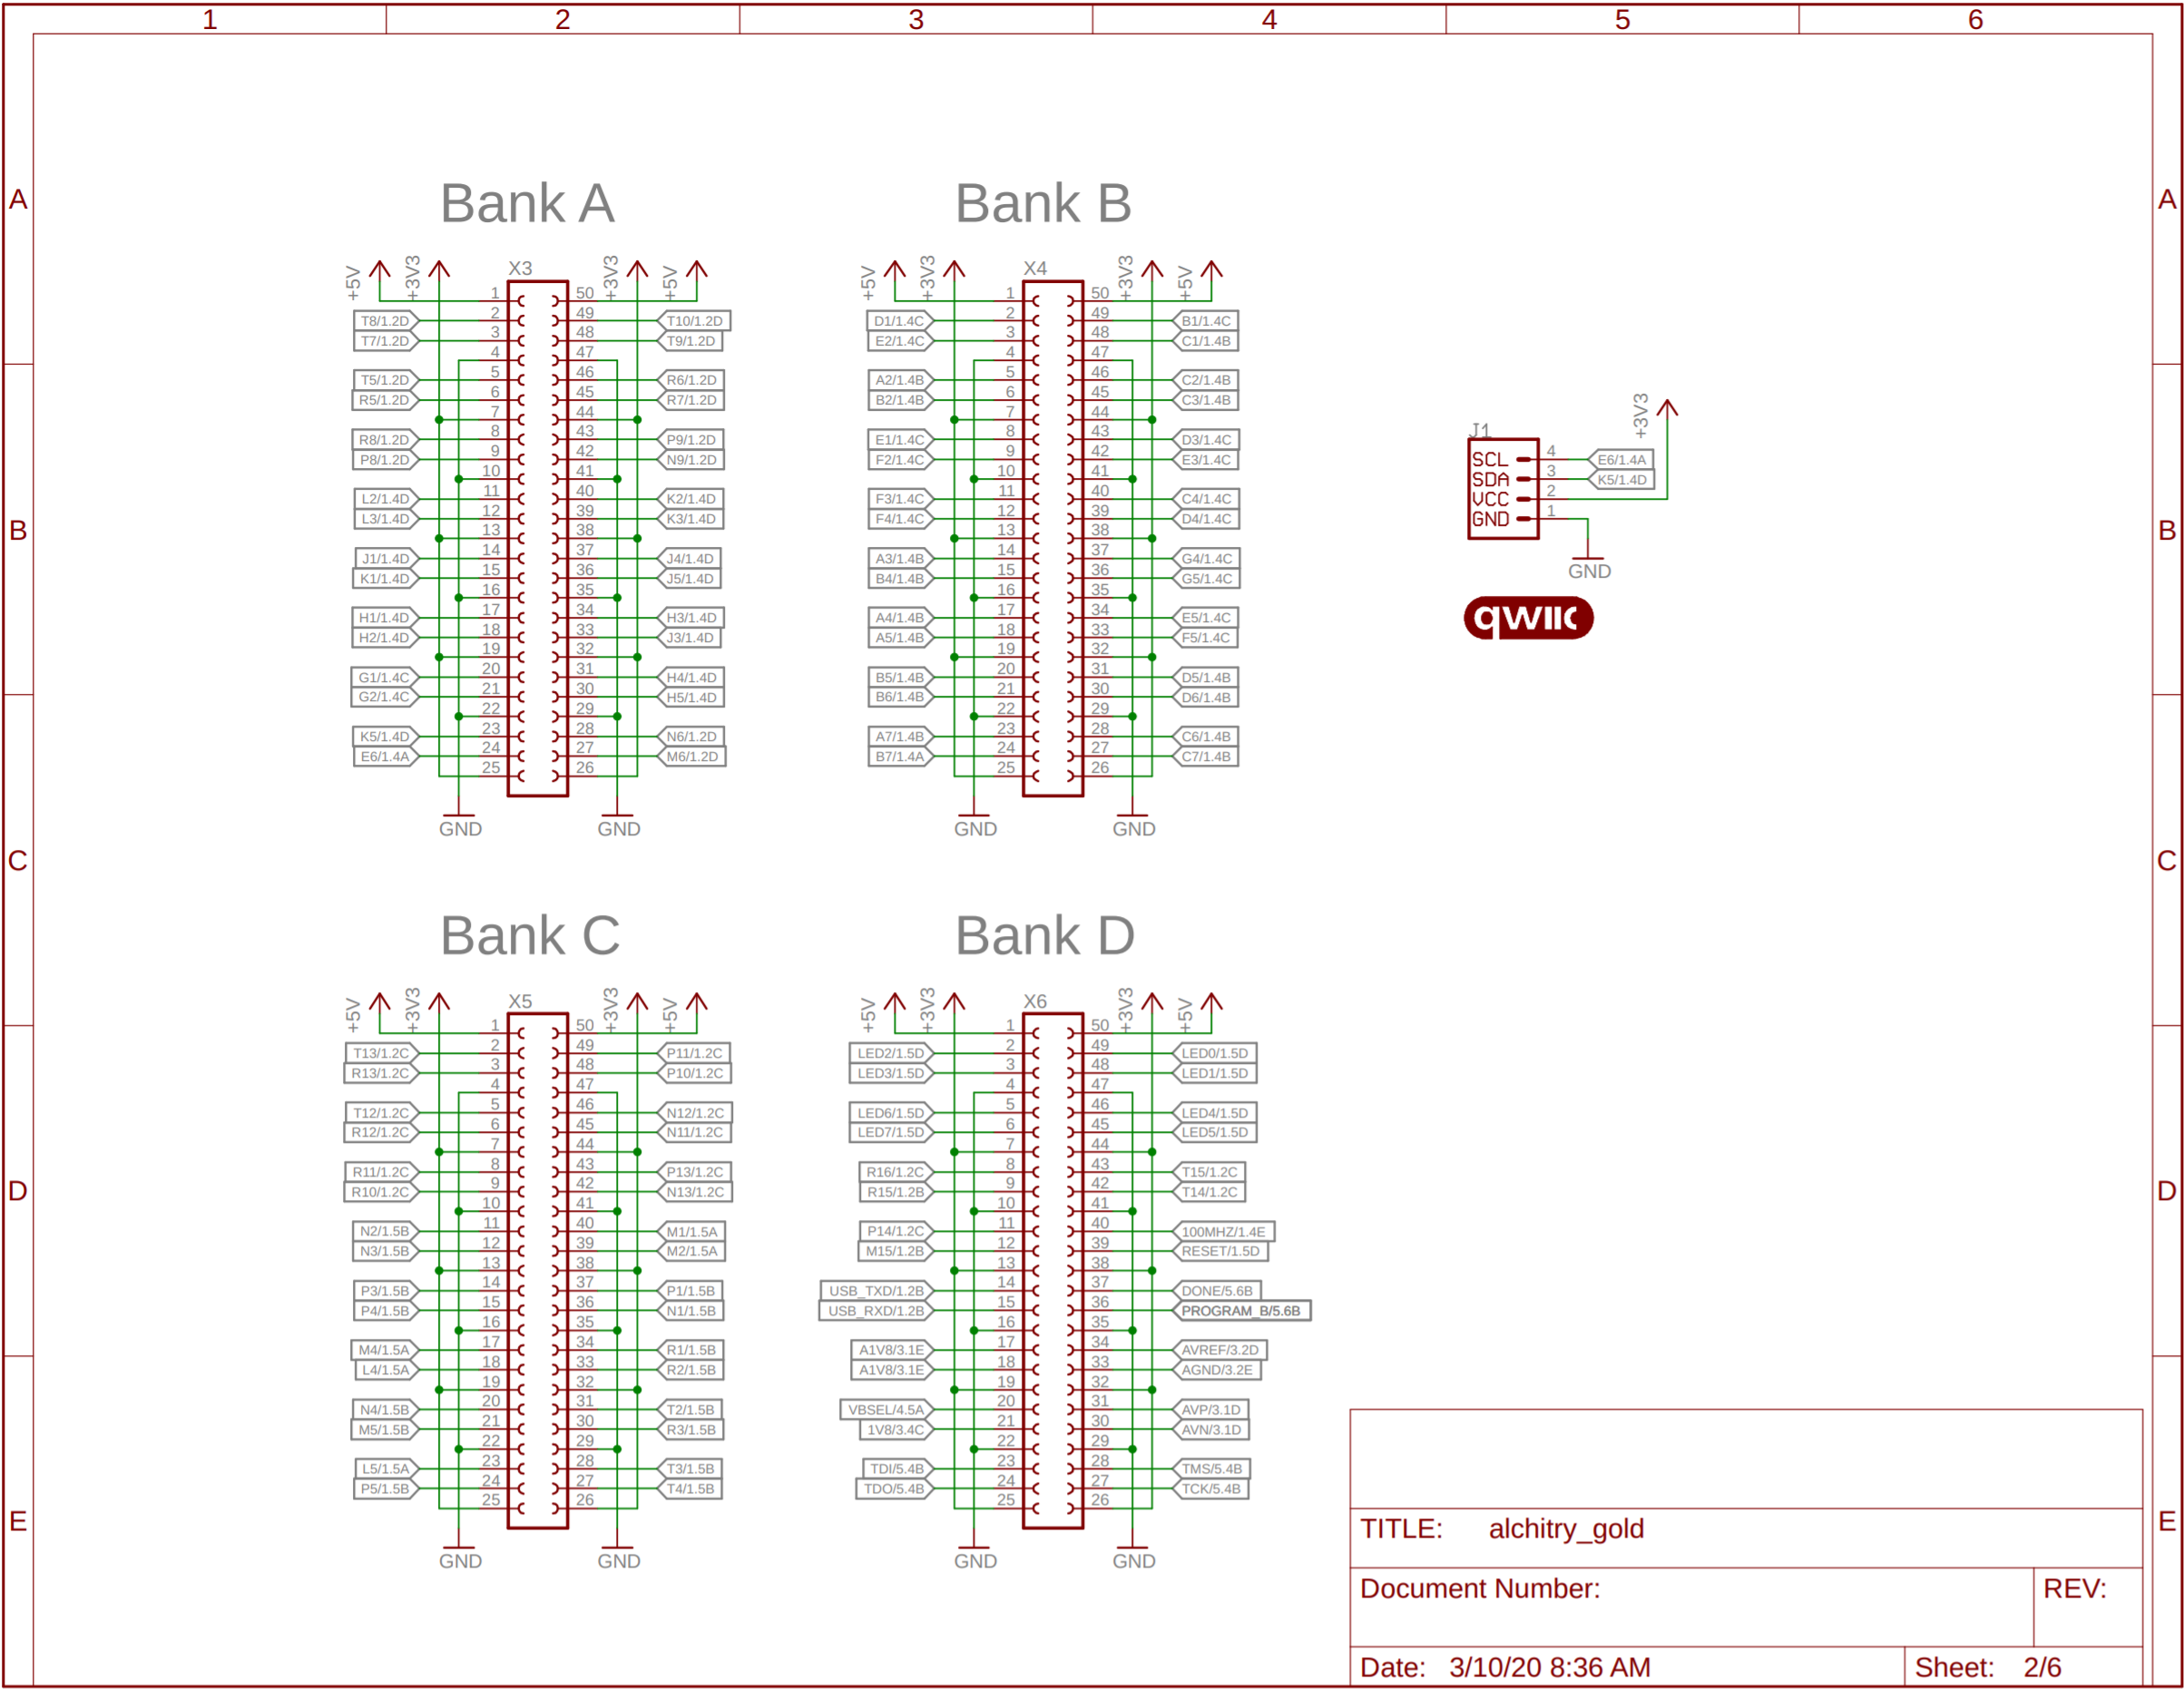 1 2 3 4 5 6
A A
Bank A Bank B
+5V +3V3 X3 +3V3 +5V +5V +3V3 X4 +3V3 +5V
1 50 1 50
T8/1.2D 2 49 T10/1.2D D1/1.4C 2 49 B1/1.4C
T7/1.2D 3 48 T9/1.2D E2/1.4C 3 48 C1/1.4B
4 47 4 47
T5/1.2D 5 46 R6/1.2D A2/1.4B 5 46 C2/1.4B
R5/1.2D 6 45 R7/1.2D B2/1.4B 6 45 C3/1.4B
7 44 7 44
R8/1.2D 8 43 P9/1.2D E1/1.4C 8 43 D3/1.4C
P8/1.2D 9 42 N9/1.2D F2/1.4C 9 42 E3/1.4C
10 41 10 41
L2/1.4D 11 40 K2/1.4D F3/1.4C 11 40 C4/1.4C
L3/1.4D 12 39 K3/1.4D F4/1.4C 12 39 D4/1.4C
13 38 13 38
J1/1.4D 14 37 J4/1.4D A3/1.4B 14 37 G4/1.4C
K1/1.4D 15 36 J5/1.4D B4/1.4B 15 36 G5/1.4C
16 35 16 35
H1/1.4D 17 34 H3/1.4D A4/1.4B 17 34 E5/1.4C
H2/1.4D 18 33 J3/1.4D A5/1.4B 18 33 F5/1.4C
19 32 19 32
G1/1.4C 20 31 H4/1.4D B5/1.4B 20 31 D5/1.4B
G2/1.4C 21 30 H5/1.4D B6/1.4B 21 30 D6/1.4B
22 29 22 29
K5/1.4D 23 28 N6/1.2D A7/1.4B 23 28 C6/1.4B
E6/1.4A 24 27 M6/1.2D B7/1.4A 24 27 C7/1.4B
25 26 25 26
GND GND GND GND
+3V3
J1
SCL 4 E6/1.4A
SDA 3 K5/1.4D
VCC 2
GND 1
GND
qwiic
B B
C C
Bank C Bank D
+5V +3V3 X5 +3V3 +5V +5V +3V3 X6 +3V3 +5V
1 50 1 50
T13/1.2C 2 49 P11/1.2C LED2/1.5D 2 49 LED0/1.5D
R13/1.2C 3 48 P10/1.2C LED3/1.5D 3 48 LED1/1.5D
4 47 4 47
T12/1.2C 5 46 N12/1.2C LED6/1.5D 5 46 LED4/1.5D
R12/1.2C 6 45 N11/1.2C LED7/1.5D 6 45 LED5/1.5D
7 44 7 44
R11/1.2C 8 43 P13/1.2C R16/1.2C 8 43 T15/1.2C
R10/1.2C 9 42 N13/1.2C R15/1.2B 9 42 T14/1.2C
10 41 10 41
N2/1.5B 11 40 M1/1.5A P14/1.2C 11 40 100MHZ/1.4E
N3/1.5B 12 39 M2/1.5A M15/1.2B 12 39 RESET/1.5D
13 38 13 38
P3/1.5B 14 37 P1/1.5B USB_TXD/1.2B 14 37 DONE/5.6B
P4/1.5B 15 36 N1/1.5B USB_RXD/1.2B 15 36 PROGRAM_B/5.6B
16 35 16 35
M4/1.5A 17 34 R1/1.5B A1V8/3.1E 17 34 AVREF/3.2D
L4/1.5A 18 33 R2/1.5B A1V8/3.1E 18 33 AGND/3.2E
19 32 19 32
N4/1.5B 20 31 T2/1.5B VBSEL/4.5A 20 31 AVP/3.1D
M5/1.5B 21 30 R3/1.5B 1V8/3.4C 21 30 AVN/3.1D
22 29 22 29
L5/1.5A 23 28 T3/1.5B TDI/5.4B 23 28 TMS/5.4B
P5/1.5B 24 27 T4/1.5B TDO/5.4B 24 27 TCK/5.4B
25 26 25 26
GND GND GND GND
D D
E E
TITLE: alchitry_gold
Document Number: REV:
Date: 3/10/20 8:36 AM Sheet: 2/6